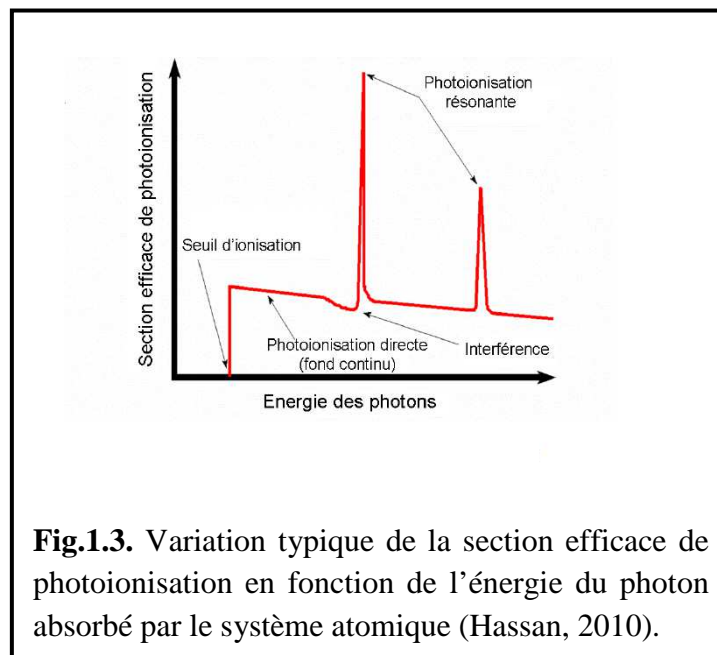 Photoionisation
résonante
Section efficace de photoionisation
Seuil d'ionisation
Photoionisation directe
(fond continu)
Interférence
Energie des photons
Fig.1.3. Variation typique de la section efficace de
photoionisation en fonction de l'énergie du photon
absorbé par le système atomique (Hassan, 2010).